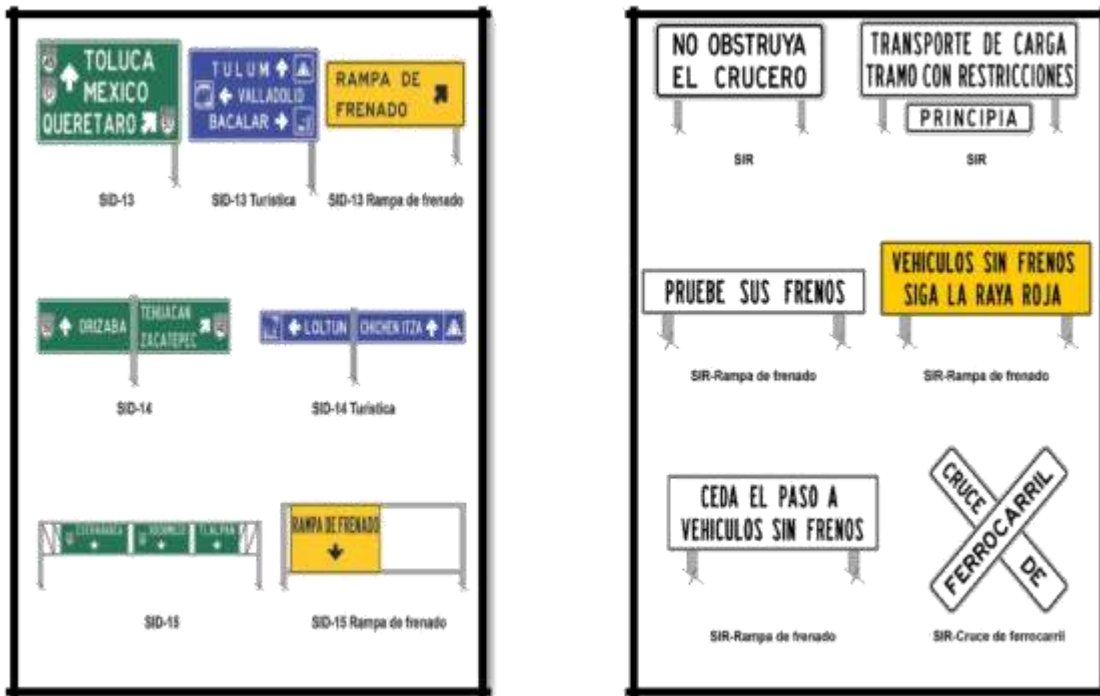 TOLUCA
MEXICO
QUERETARO
SID-13
TULUM
VALLADOLID
BACALAR
SID-13 Turistica
RAMPA DE
FRENADO
SID-13 Rampa de frenado
ORIZABA
TEHUACAN
ZACATEPEC
SID-14
LOLTUN
CHICHEN ITZA
SID-14 Turistica
XOCHIMILCO
TLALPAN
SID-15
RAMPA DE FRENADO
SID-15 Rampa de frenado
NO OBSTRUYA
EL CRUCERO
SIR
TRANSPORTE DE CARGA
TRAMO CON RESTRICCIONES
PRINCIPIA
SIR
PRUEBE SUS FRENOS
SIR-Rampa de frenado
VEHICULOS SIN FRENOS
SIGA LA RAYA ROJA
SIR-Rampa de frenado
CEDA EL PASO A
VEHICULOS SIN FRENOS
SIR-Rampa de frenado
CRUCE
DE
FERROCARRIL
SIR-Cruce de ferrocarril